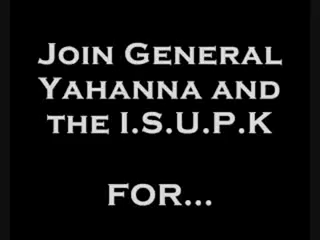 Join General
Yahanna and
the I.S.U.P.K
FOR...